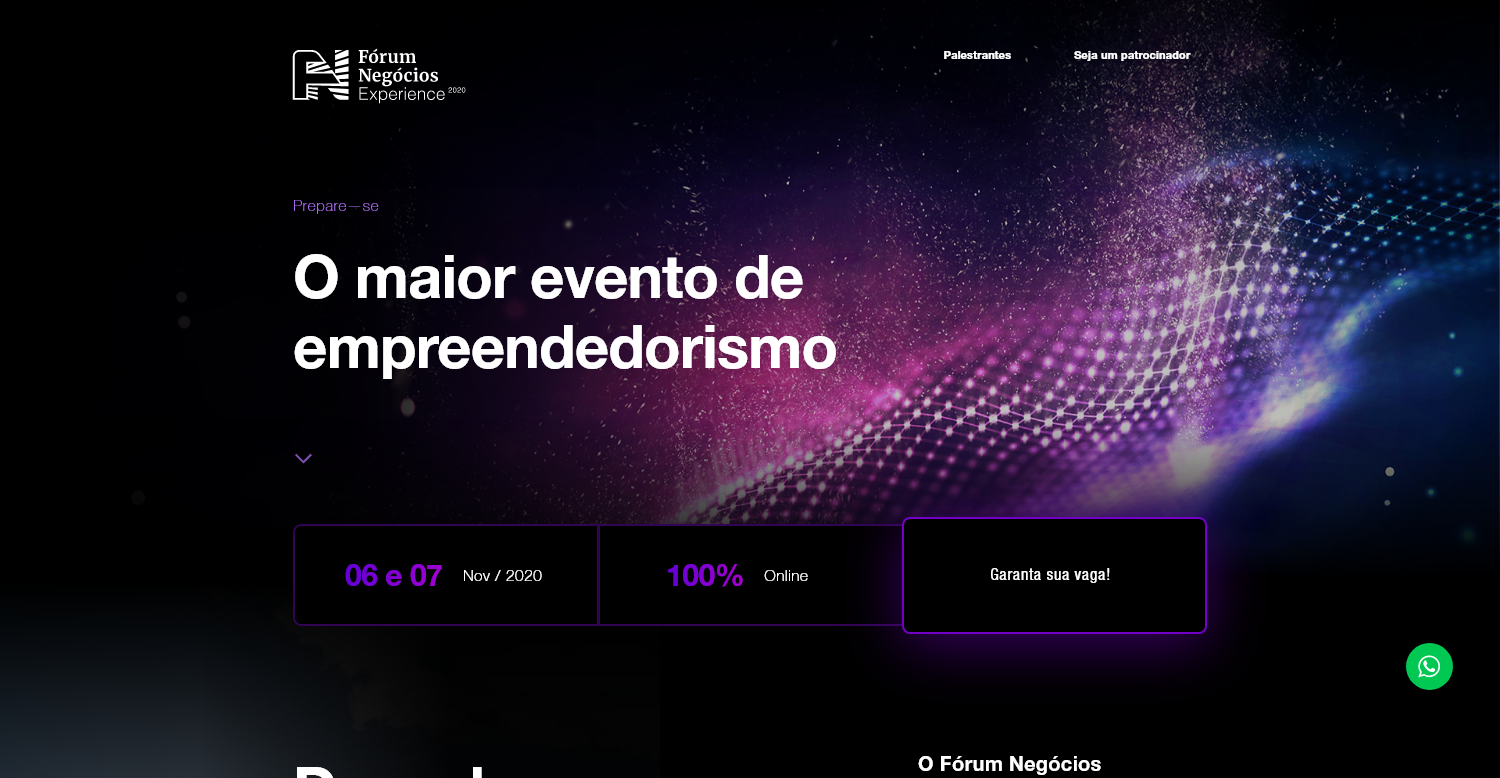 Fórum
Negócios
Experience 2020
Palestrantes
Seja um patrocinador
Prepare—se
O maior evento de
empreendedorismo
06 e 07 Nov / 2020
100% Online
Garanta sua vaga!
O Fórum Negócios